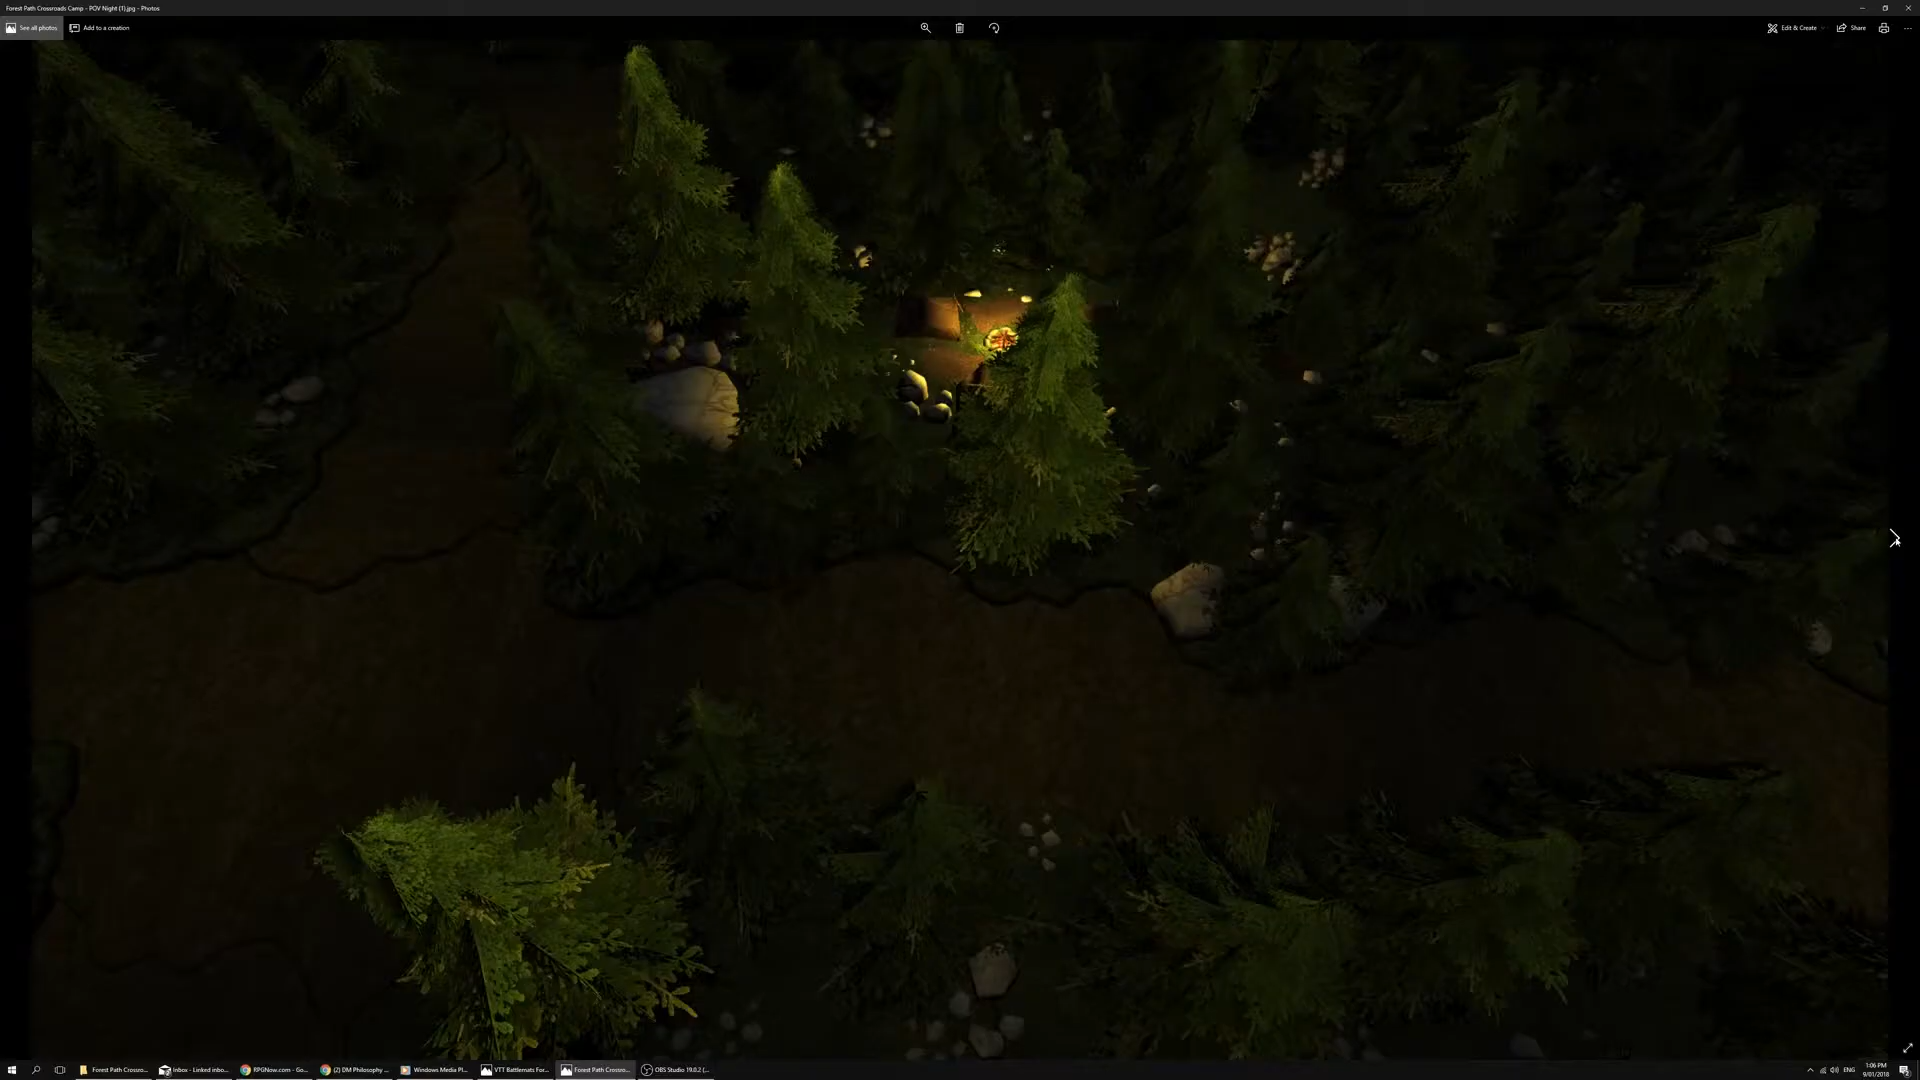 Forest Path Crossroads Camp - POV Night (1).jpg - Photos
See all photos
Add to a creation
Edit & Create
Share
Forest Path Crosso...
Inbox - Linked inbo...
RPGNow.com - Go...
(2) DM Philosophy ...
Windows Media Pl...
VTT Battlemats For...
Forest Path Crosso...
OBS Studio 19.0.2 (...
ENG
1:06 PM
9/01/2018